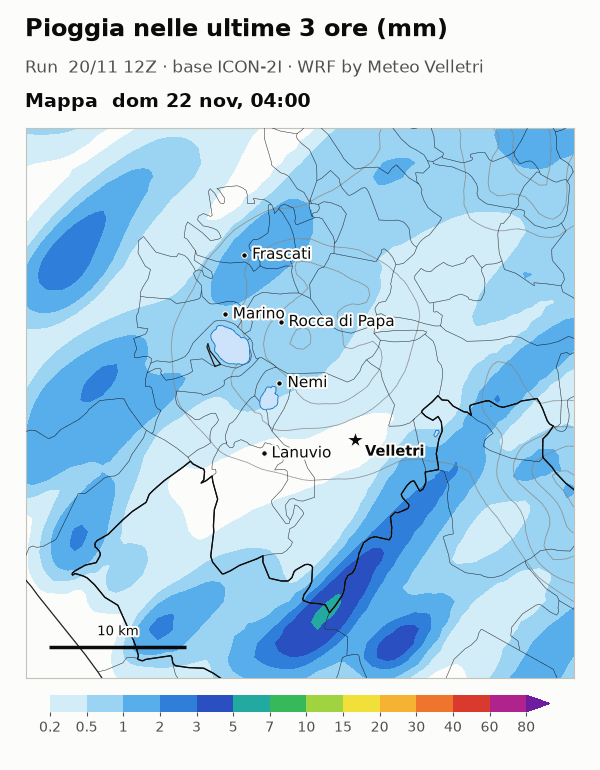 Pioggia nelle ultime 3 ore (mm)
Run  20/11 12Z · base ICON-2I · WRF by Meteo Velletri
Mappa  dom 22 nov, 04:00
Frascati
Marino
Rocca di Papa
Nemi
Velletri
Lanuvio
10 km
0.2 0.5 1 2 3 5 7 10 15 20 30 40 60 80